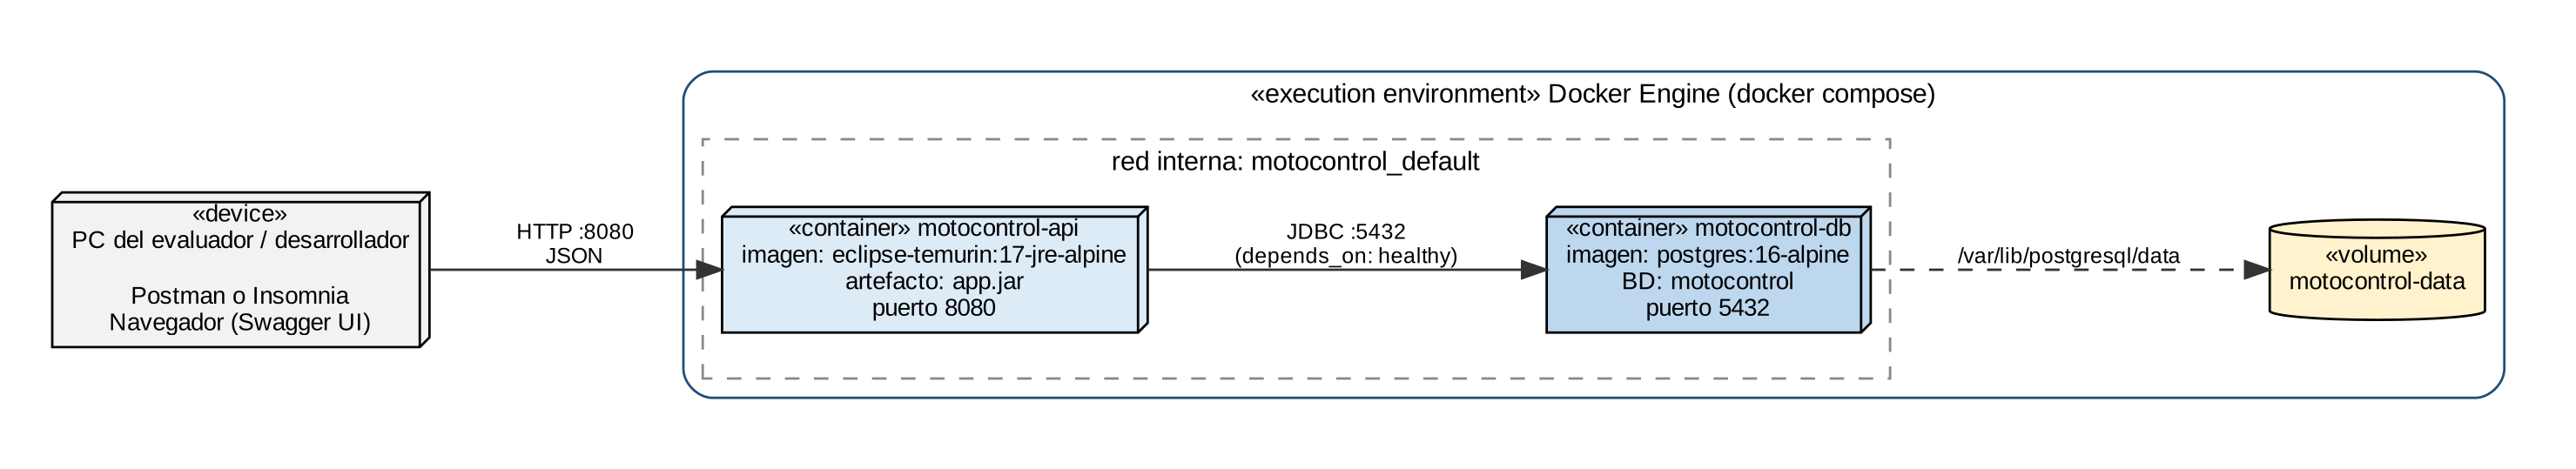 «execution environment» Docker Engine (docker compose)
red interna: motocontrol_default
«device»
PC del evaluador / desarrollador
Postman o Insomnia
Navegador (Swagger UI)
HTTP :8080
JSON
«container» motocontrol-api
imagen: eclipse-temurin:17-jre-alpine
artefacto: app.jar
puerto 8080
JDBC :5432
(depends_on: healthy)
«container» motocontrol-db
imagen: postgres:16-alpine
BD: motocontrol
puerto 5432
/var/lib/postgresql/data
«volume»
motocontrol-data